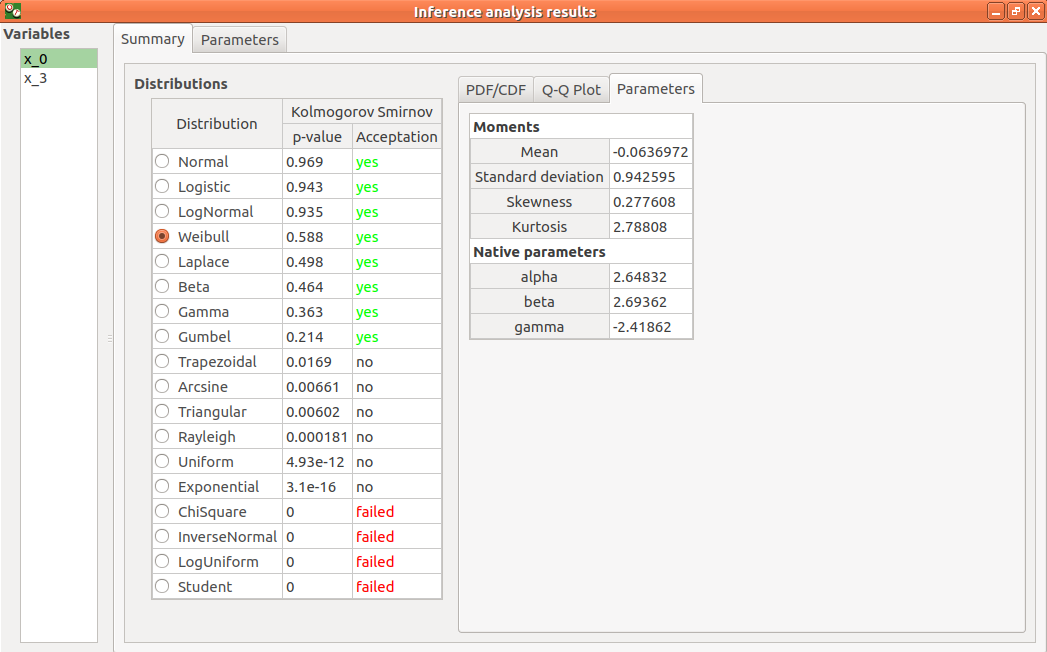 Inference analysis results
Variables
x_0
x_3
Summary
Parameters
Distributions
Distribution
Kolmogorov Smirnov
p-value
Acceptation
Normal 0.969 yes
Logistic 0.943 yes
LogNormal 0.935 yes
Weibull 0.588 yes
Laplace 0.498 yes
Beta 0.464 yes
Gamma 0.363 yes
Gumbel 0.214 yes
Trapezoidal 0.0169 no
Arcsine 0.00661 no
Triangular 0.00602 no
Rayleigh 0.000181 no
Uniform 4.93e-12 no
Exponential 3.1e-16 no
ChiSquare 0 failed
InverseNormal 0 failed
LogUniform 0 failed
Student 0 failed
PDF/CDF
Q-Q Plot
Parameters
Moments
Mean -0.0636972
Standard deviation 0.942595
Skewness 0.277608
Kurtosis 2.78808
Native parameters
alpha 2.64832
beta 2.69362
gamma -2.41862